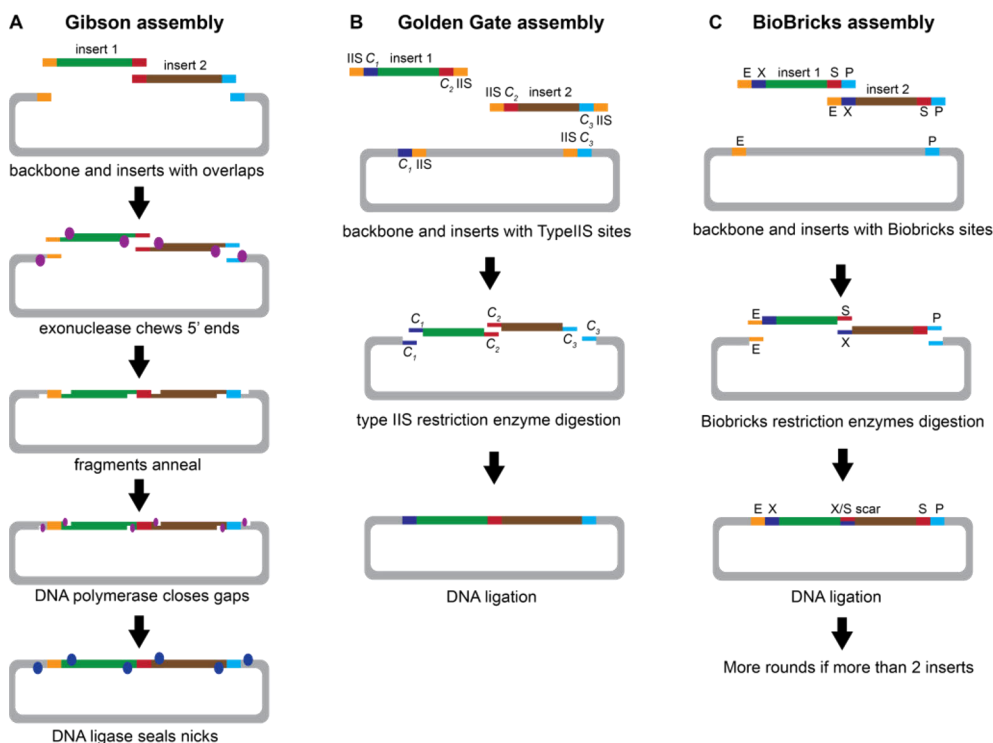 A Gibson assembly
insert 1
insert 2
backbone and inserts with overlaps
exonuclease chews 5' ends
fragments anneal
DNA polymerase closes gaps
DNA ligase seals nicks
B Golden Gate assembly
IIS C1 insert 1
C2 IIS
IIS C2 insert 2
C3 IIS
IIS C3
C1 IIS
backbone and inserts with TypeIIS sites
C1 C2 C3
C1 C2 C3
type IIS restriction enzyme digestion
DNA ligation
C BioBricks assembly
E X insert 1 S P
insert 2
E X S P
E P
backbone and inserts with Biobricks sites
S P
E X
Biobricks restriction enzymes digestion
E X X/S scar S P
DNA ligation
More rounds if more than 2 inserts